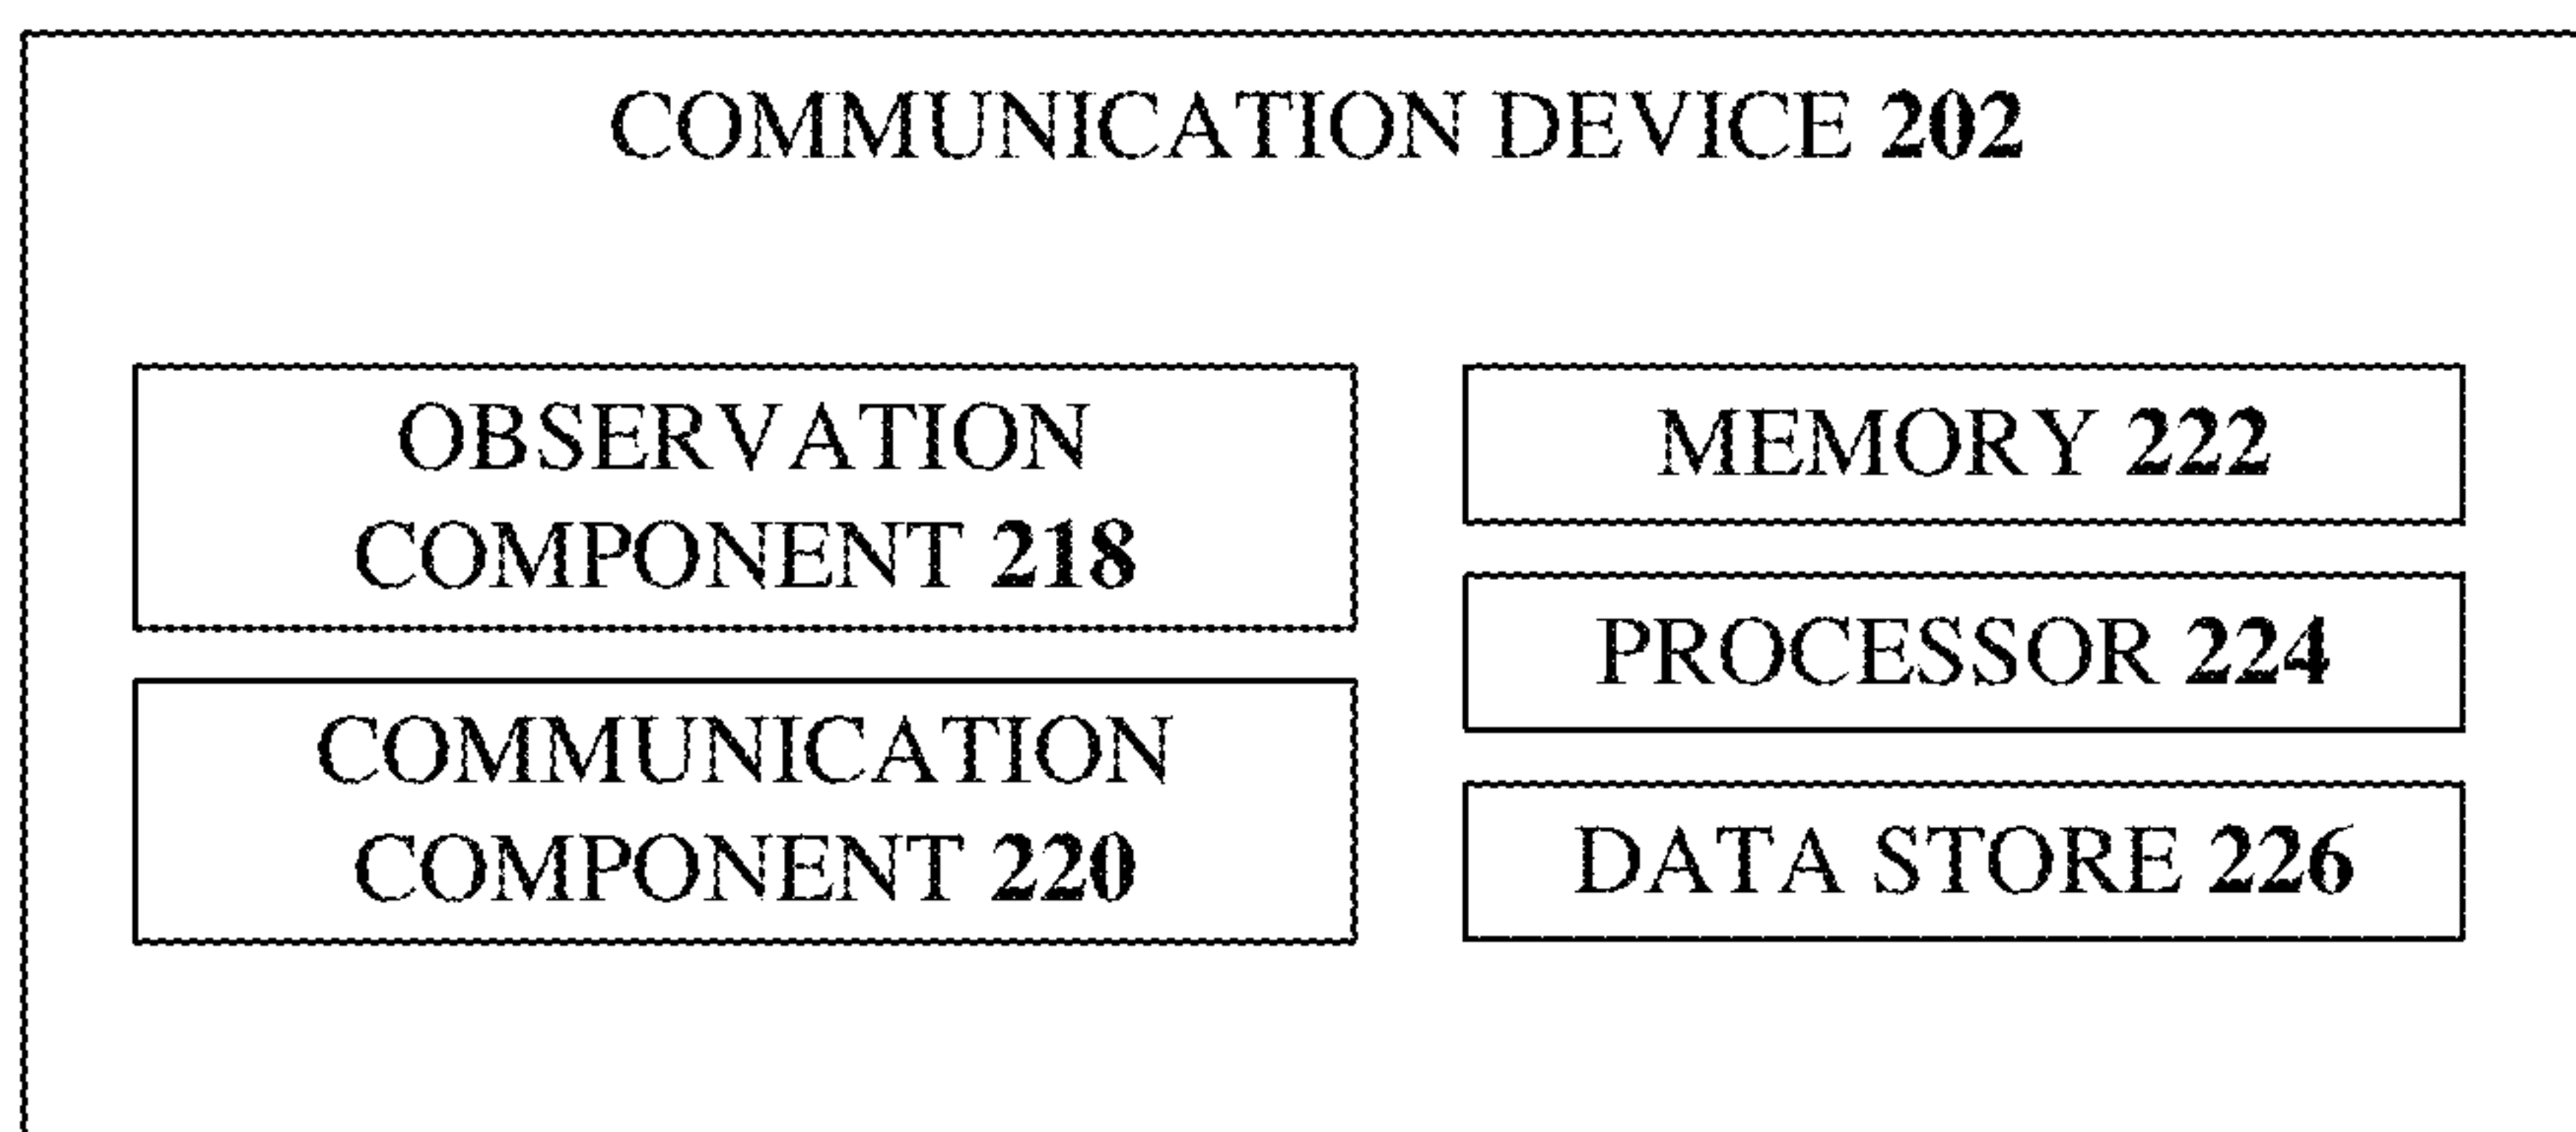 COMMUNICATION DEVICE 202
OBSERVATION
COMPONENT 218
COMMUNICATION
COMPONENT 220
MEMORY 222
PROCESSOR 224
DATA STORE 226